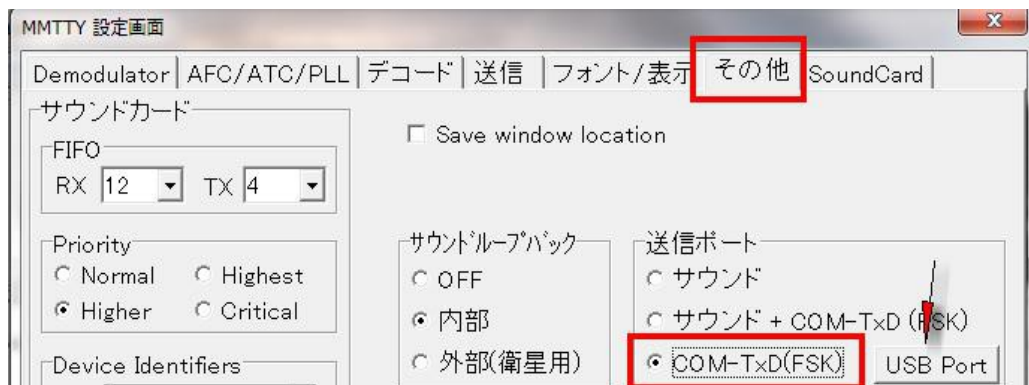 MMTTY 設定画面
Demodulator AFC/ATC/PLL デコード 送信 フォント/表示 その他 SoundCard
サウンドカード
FIFO
RX 12 TX 4
Save window location
Priority
Normal Highest
Higher Critical
サウンドループバック
OFF
内部
外部(衛星用)
送信ポート
サウンド
サウンド + COM-TxD (FSK)
COM-TxD(FSK) USB Port
Device Identifiers